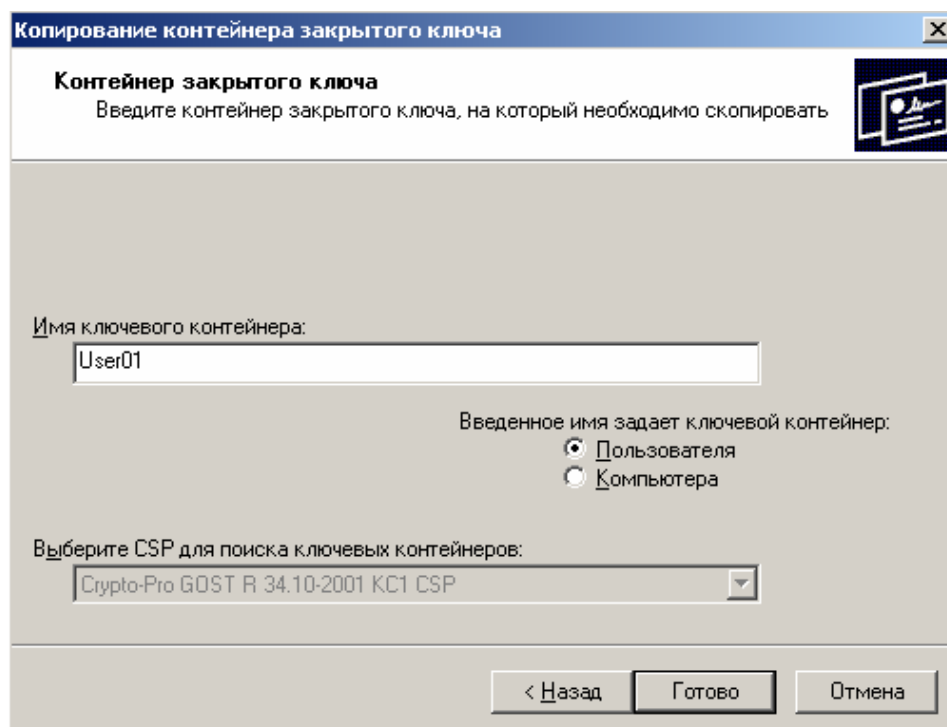 Копирование контейнера закрытого ключа
Контейнер закрытого ключа
Введите контейнер закрытого ключа, на который необходимо скопировать
Имя ключевого контейнера:
User01
Введенное имя задает ключевой контейнер:
Пользователя
Компьютера
Выберите CSP для поиска ключевых контейнеров:
Crypto-Pro GOST R 34.10-2001 KC1 CSP
< Назад
Готово
Отмена